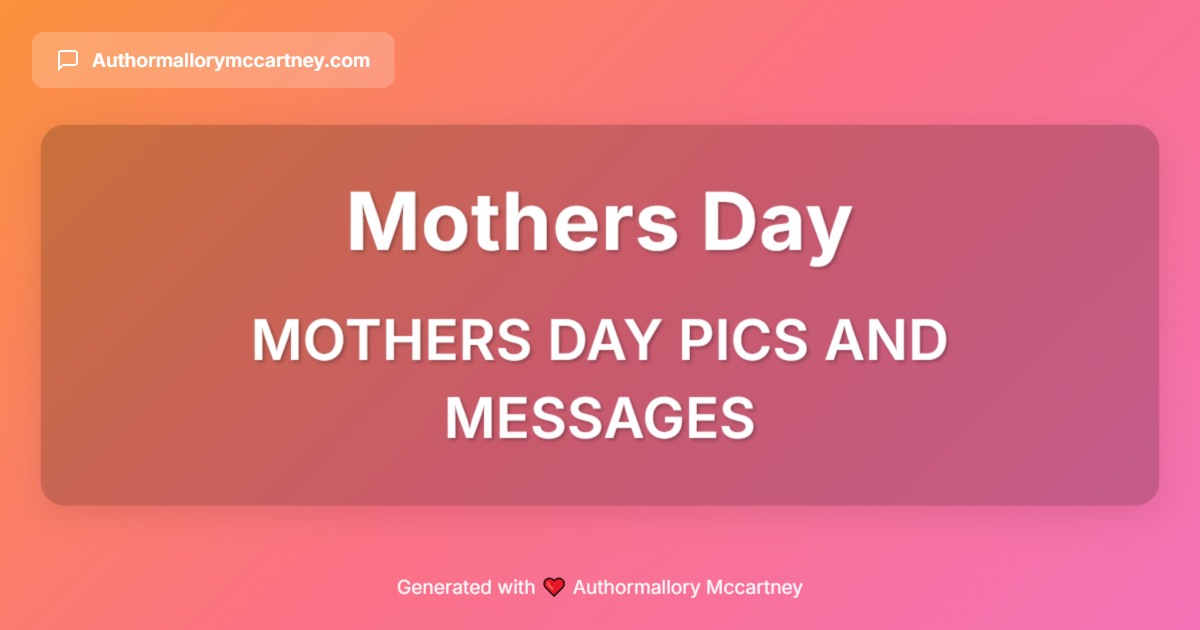 Authormallorymccartney.com
Mothers Day
MOTHERS DAY PICS AND
MESSAGES
Generated with ❤️ Authormallory Mccartney